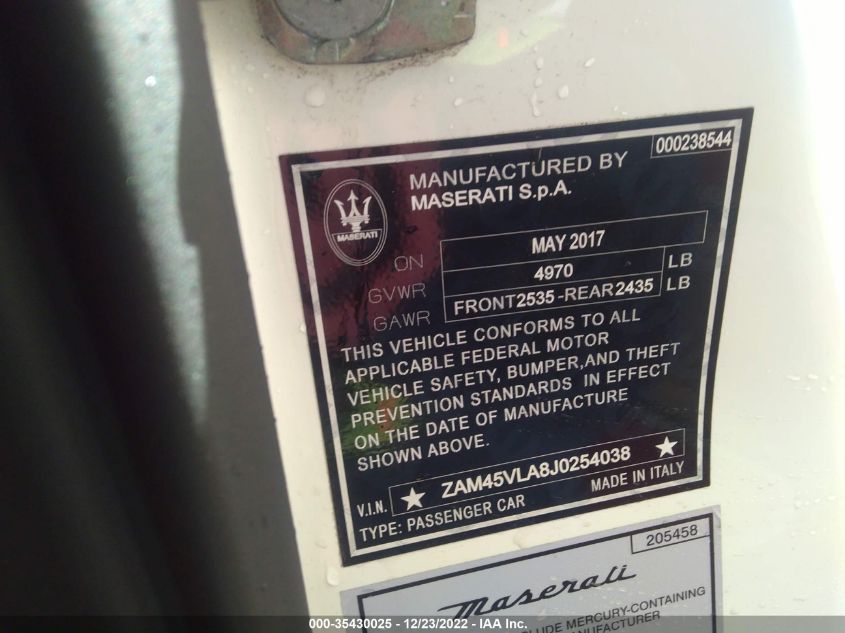 000238544
MANUFACTURED BY
MASERATI S.p.A.
MASERATI
ON MAY 2017
GVWR 4970 LB
GAWR FRONT2535-REAR2435 LB
THIS VEHICLE CONFORMS TO ALL
APPLICABLE FEDERAL MOTOR
VEHICLE SAFETY, BUMPER,AND THEFT
PREVENTION STANDARDS IN EFFECT
ON THE DATE OF MANUFACTURE
SHOWN ABOVE.
V.I.N. ★ ZAM45VLA8J0254038 ★
TYPE: PASSENGER CAR MADE IN ITALY
205458
Maserati
MERCURY-CONTAINING
000-35430025 - 12/23/2022 - IAA Inc.